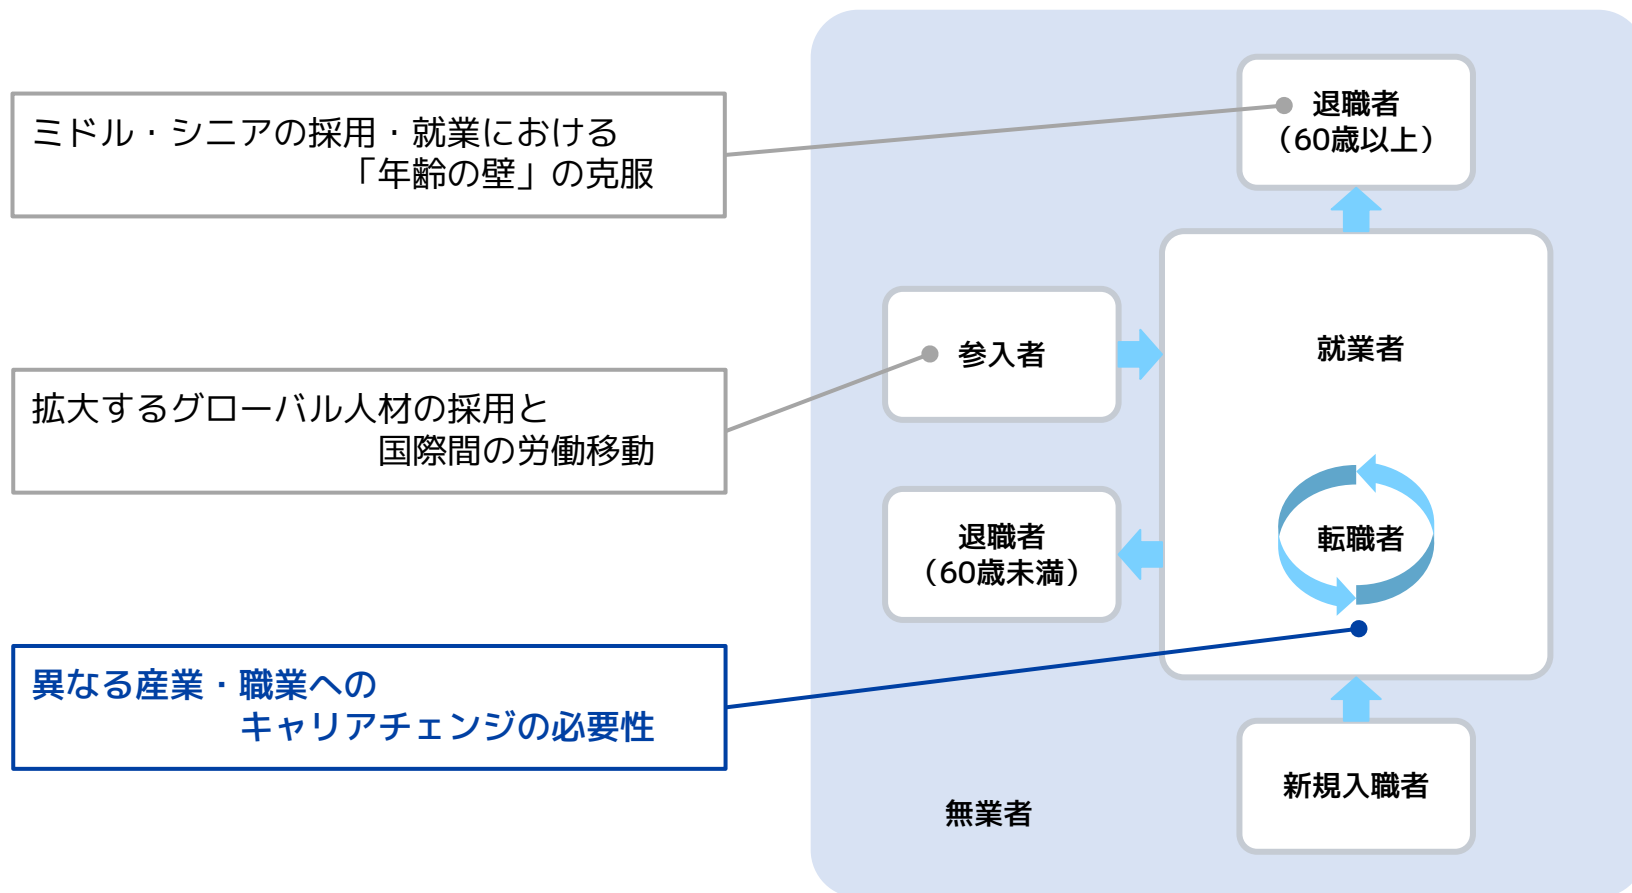 ミドル・シニアの採用・就業における
「年齢の壁」の克服
拡大するグローバル人材の採用と
国際間の労働移動
異なる産業・職業への
キャリアチェンジの必要性
退職者
（60歳以上）
参入者
就業者
退職者
（60歳未満）
転職者
新規入職者
無業者